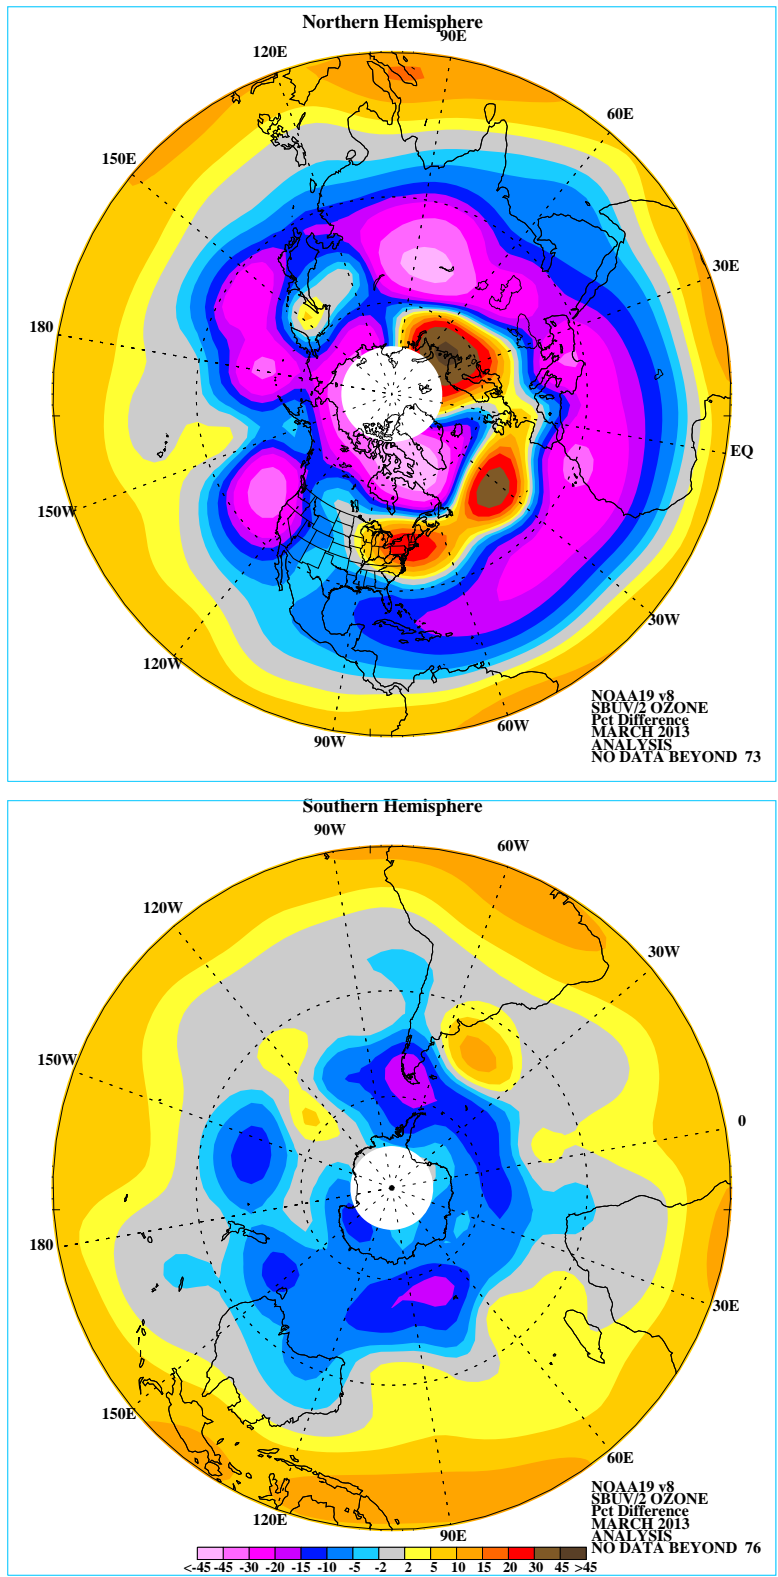 Northern Hemisphere
90E
120E
60E
150E
30E
180
EQ
150W
30W
120W
60W
90W
NOAA19 v8
SBUV/2 OZONE
Pct Difference
MARCH 2013
ANALYSIS
NO DATA BEYOND 73
Southern Hemisphere
90W
60W
120W
30W
150W
0
180
30E
150E
60E
120E
90E
NOAA19 v8
SBUV/2 OZONE
Pct Difference
MARCH 2013
ANALYSIS
NO DATA BEYOND 76
<-45 -45 -30 -20 -15 -10 -5 -2 2 5 10 15 20 30 45 >45